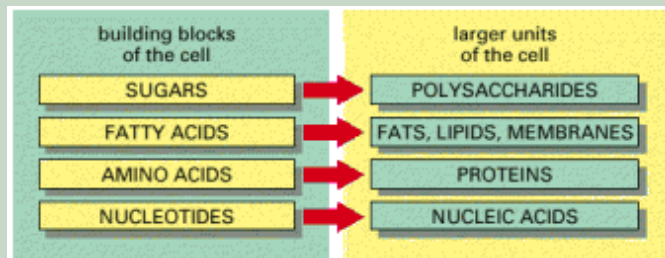 building blocks
of the cell
larger units
of the cell
SUGARS
POLYSACCHARIDES
FATTY ACIDS
FATS, LIPIDS, MEMBRANES
AMINO ACIDS
PROTEINS
NUCLEOTIDES
NUCLEIC ACIDS